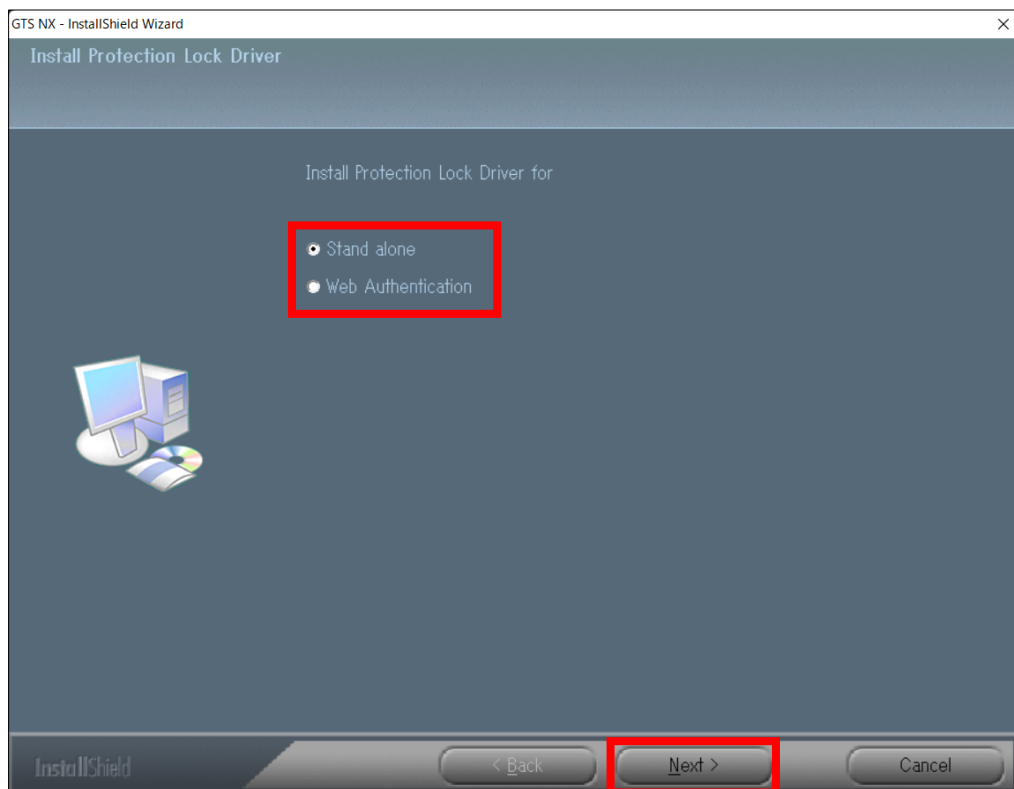 GTS NX - InstallShield Wizard
Install Protection Lock Driver
Install Protection Lock Driver for
Stand alone
Web Authentication
InstallShield
< Back
Next >
Cancel